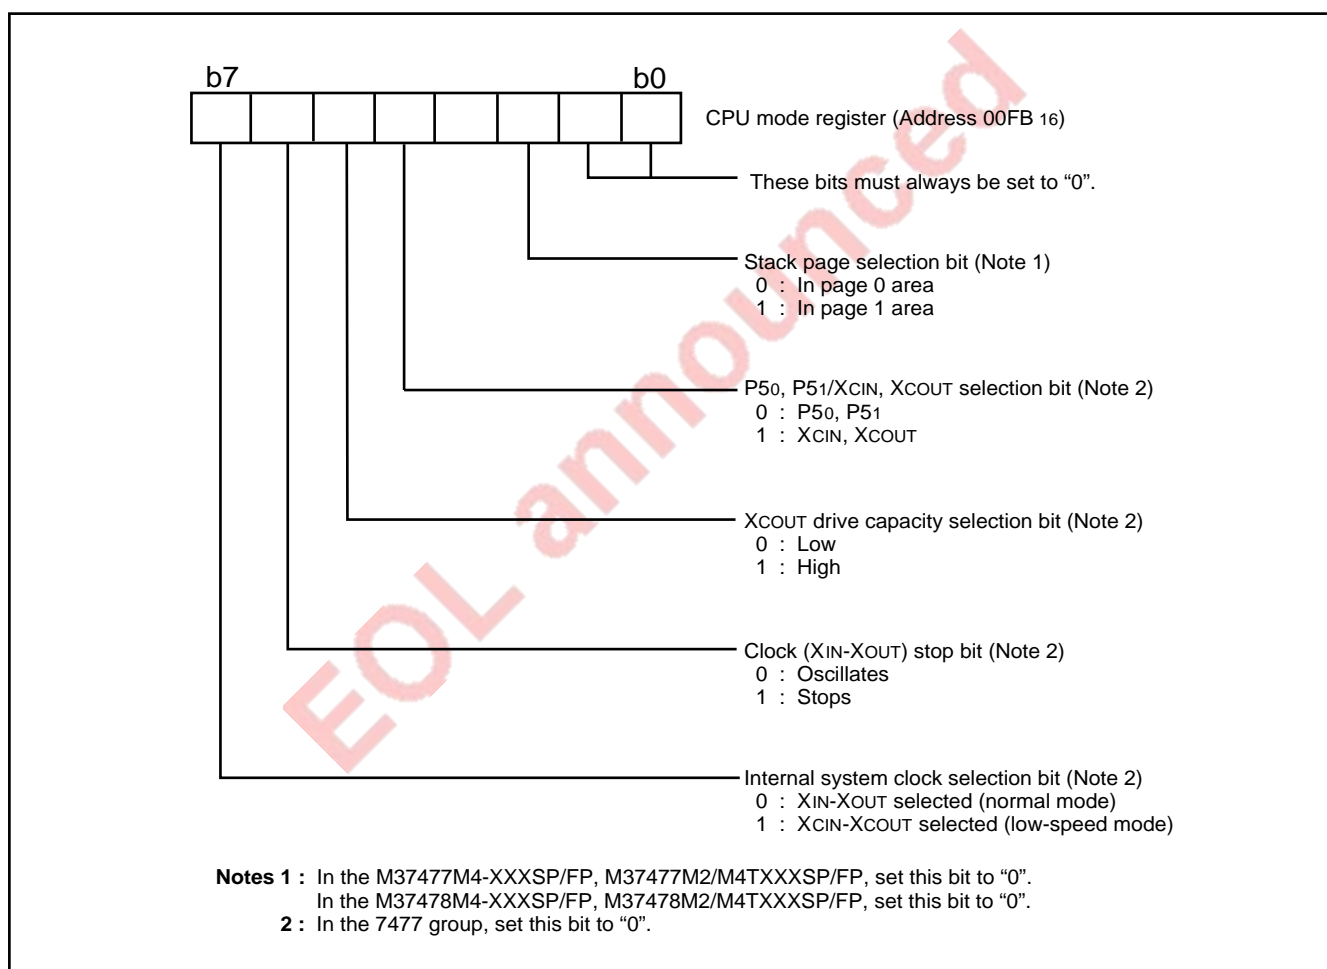 b7 b0
CPU mode register (Address 00FB 16)
These bits must always be set to “0”.
Stack page selection bit (Note 1)
0 : In page 0 area
1 : In page 1 area
P50, P51/XCIN, XCOUT selection bit (Note 2)
0 : P50, P51
1 : XCIN, XCOUT
XCOUT drive capacity selection bit (Note 2)
0 : Low
1 : High
Clock (XIN-XOUT) stop bit (Note 2)
0 : Oscillates
1 : Stops
Internal system clock selection bit (Note 2)
0 : XIN-XOUT selected (normal mode)
1 : XCIN-XCOUT selected (low-speed mode)
Notes 1 : In the M37477M4-XXXSP/FP, M37477M2/M4TXXXSP/FP, set this bit to “0”.
In the M37478M4-XXXSP/FP, M37478M2/M4TXXXSP/FP, set this bit to “0”.
2 : In the 7477 group, set this bit to “0”.
EOL announced